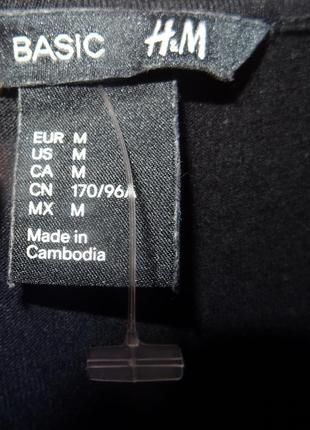 BASIC H&M
EUR M
US M
CA M
CN 170/96A
MX M
Made in
Cambodia